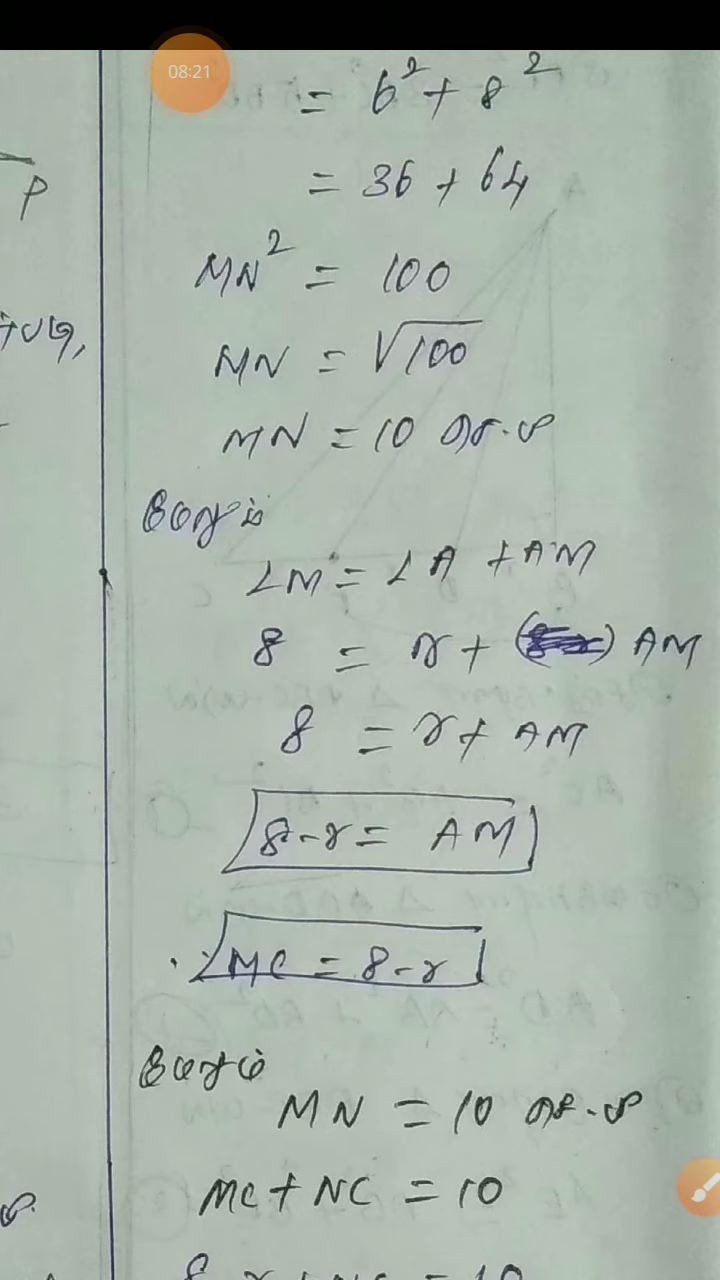 08:21
= 6² + 8²
= 36 + 64
P
MN² = 100
MN = √100
MN = 10 செ.மீ
LM = LA + AM
8 = r + AM
8 = r + AM
8-r = AM
∴ MC = 8-r
MN = 10 செ.மீ
MC + NC = 10